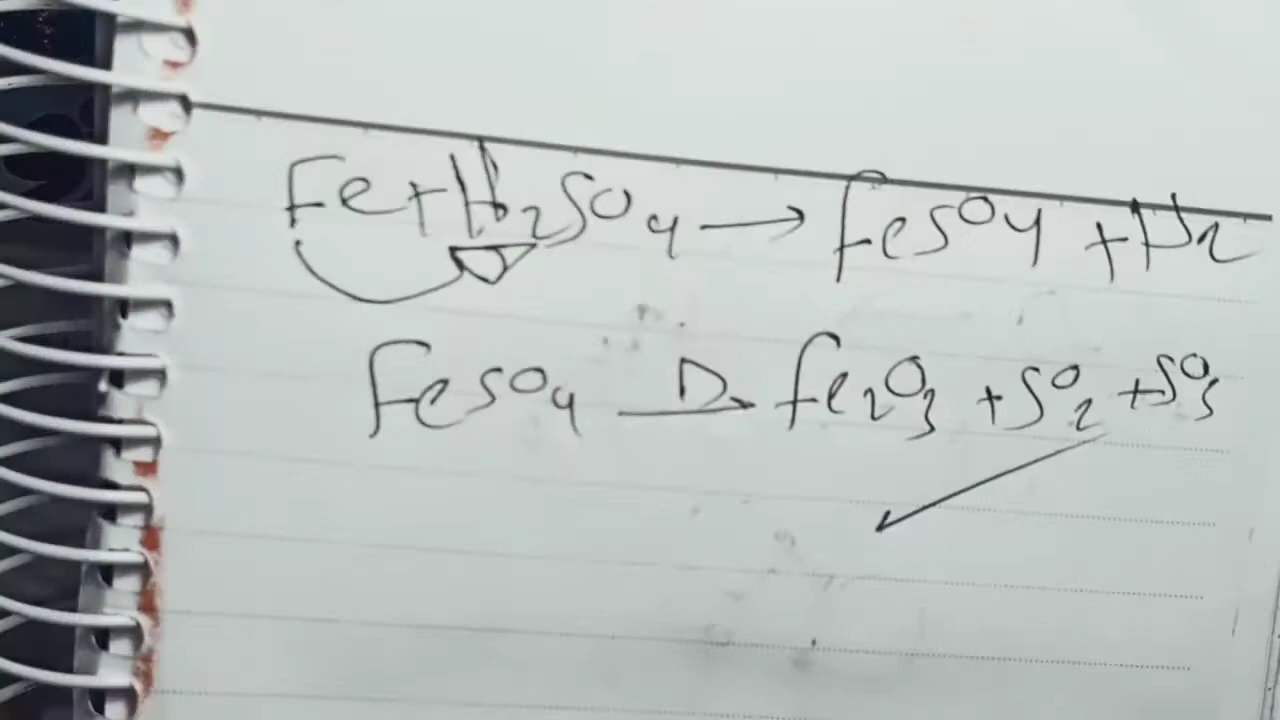 Fe+H₂SO₄ → FeSO₄ + H₂
FeSO₄ Δ→ Fe₂O₃ + SO₂ + SO₃